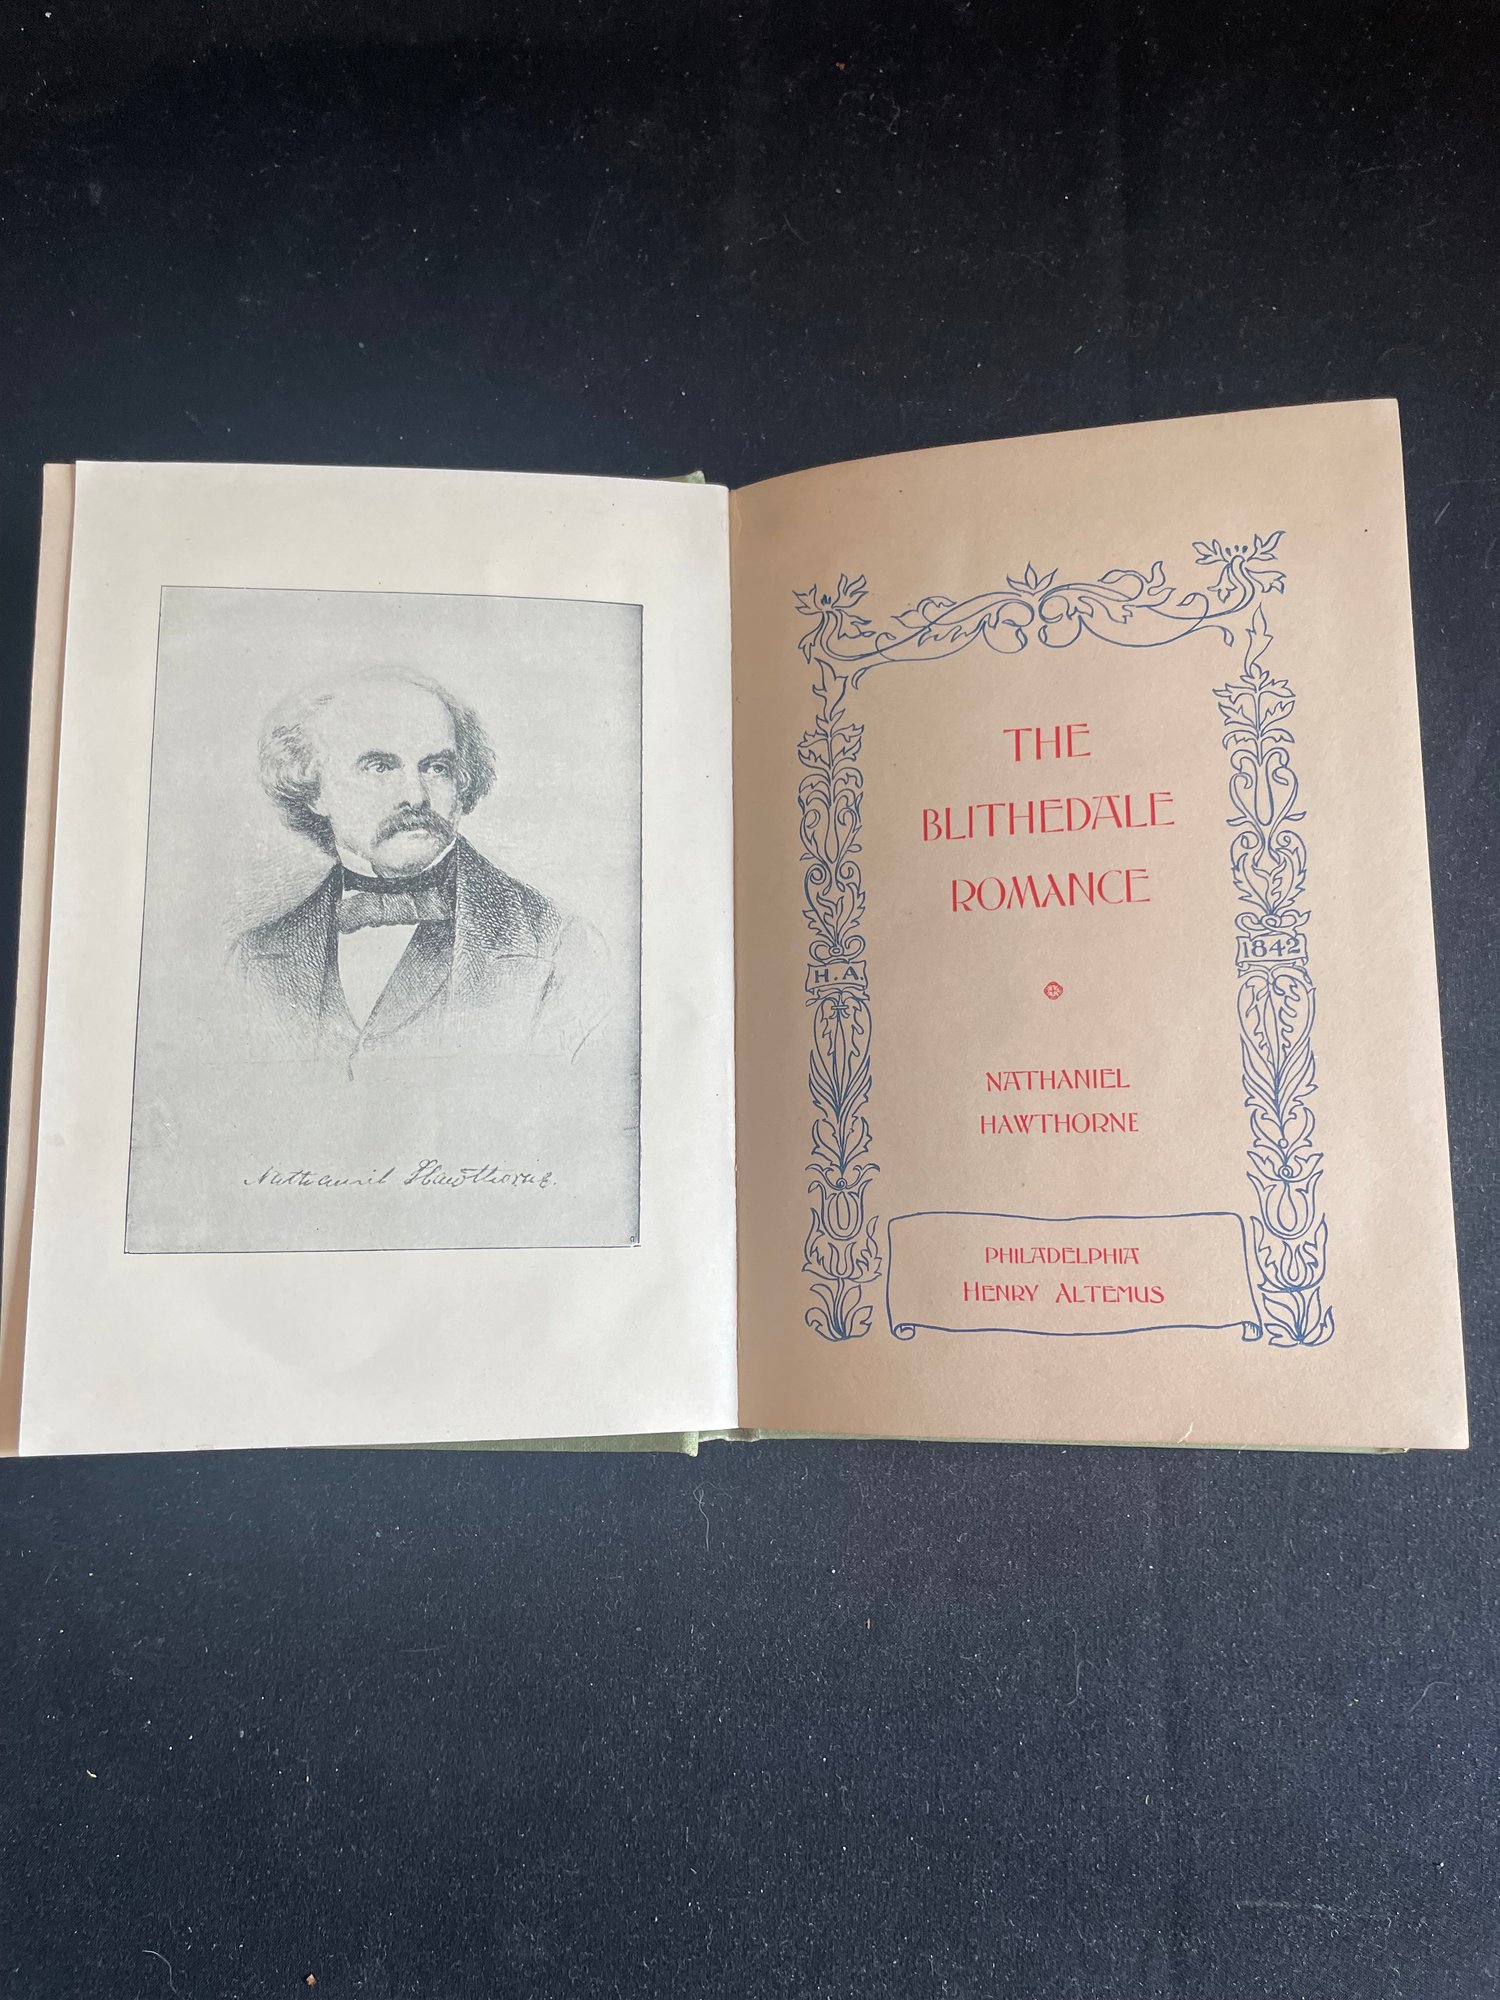 Nathaniel Hawthorne.
THE
BLITHEDALE
ROMANCE
H. A.
1842
NATHANIEL
HAWTHORNE
PHILADELPHIA
HENRY ALTEMUS